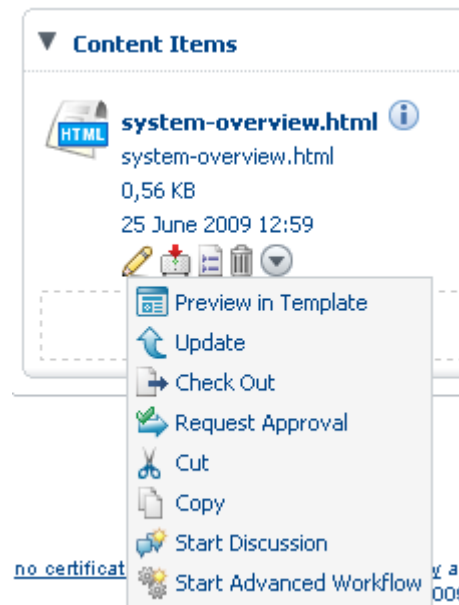 Content Items
HTML
system-overview.html
system-overview.html
0,56 KB
25 June 2009 12:59
Preview in Template
Update
Check Out
Request Approval
Cut
Copy
Start Discussion
Start Advanced Workflow
no certificat